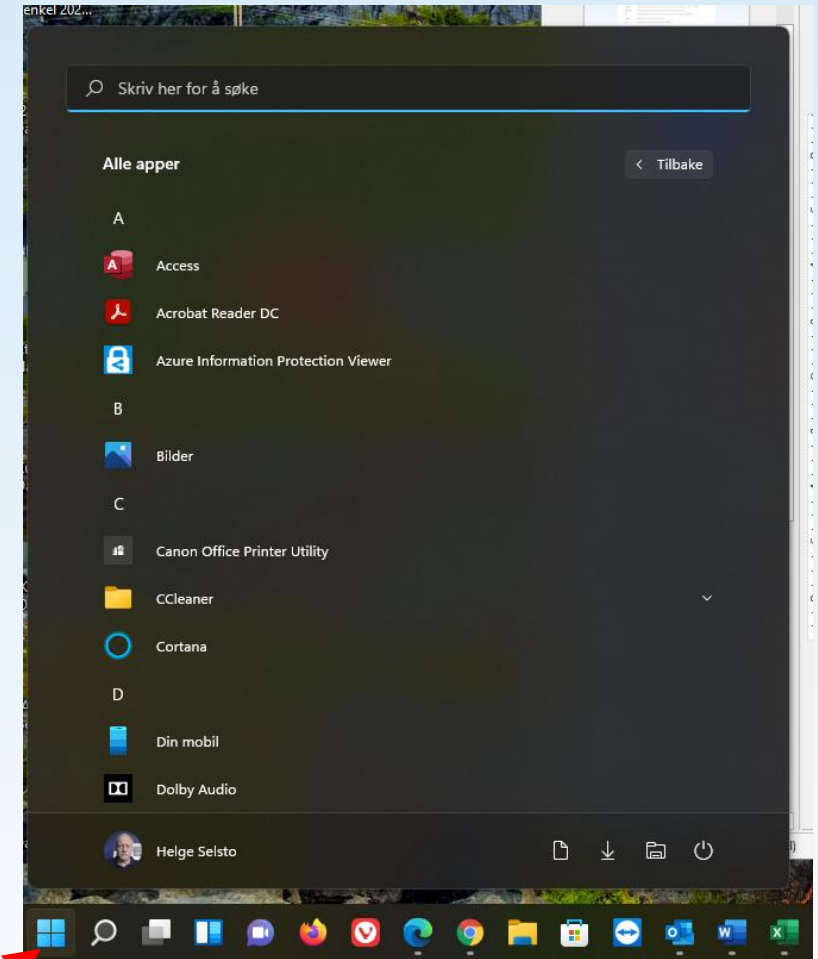 enkel 202...
Skriv her for å søke
Alle apper
Tilbake
A
Access
Acrobat Reader DC
Azure Information Protection Viewer
B
Bilder
C
Canon Office Printer Utility
CCleaner
Cortana
D
Din mobil
Dolby Audio
Helge Selsto